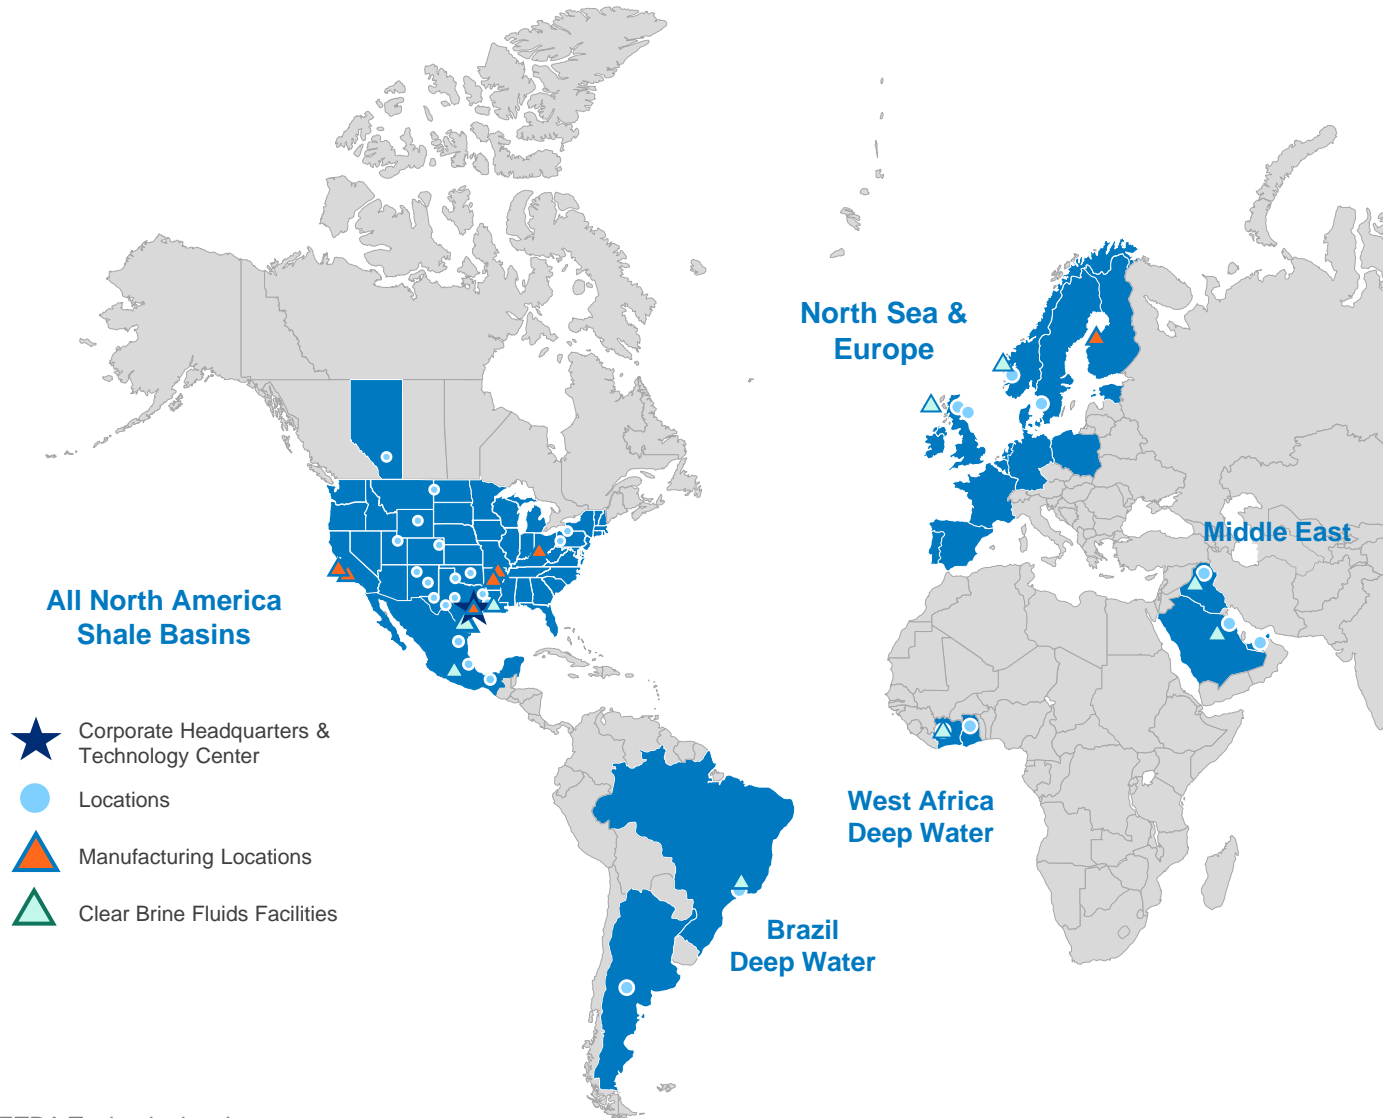 North Sea &
Europe
Middle East
All North America
Shale Basins
Corporate Headquarters &
Technology Center
Locations
Manufacturing Locations
Clear Brine Fluids Facilities
West Africa
Deep Water
Brazil
Deep Water